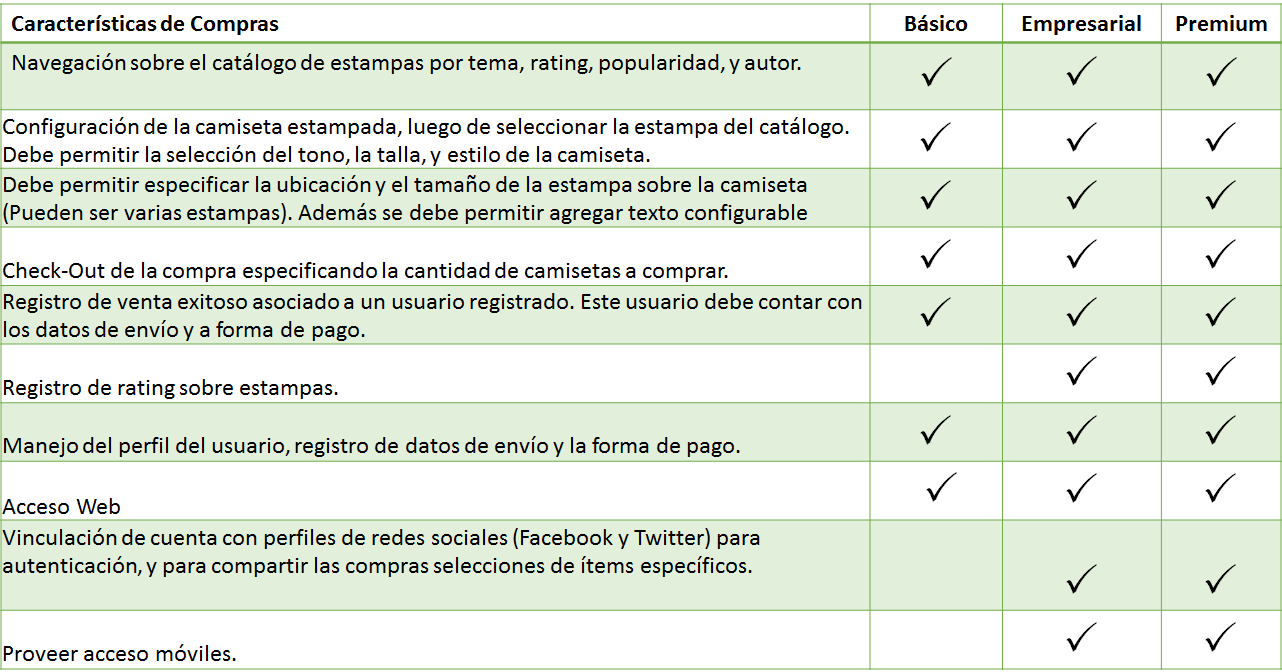 Características de Compras Básico Empresarial Premium
Navegación sobre el catálogo de estampas por tema, rating, popularidad, y autor. ✓ ✓ ✓
Configuración de la camiseta estampada, luego de seleccionar la estampa del catálogo.
Debe permitir la selección del tono, la talla, y estilo de la camiseta. ✓ ✓ ✓
Debe permitir especificar la ubicación y el tamaño de la estampa sobre la camiseta
(Pueden ser varias estampas). Además se debe permitir agregar texto configurable ✓ ✓ ✓
Check-Out de la compra especificando la cantidad de camisetas a comprar. ✓ ✓ ✓
Registro de venta exitoso asociado a un usuario registrado. Este usuario debe contar con
los datos de envío y a forma de pago. ✓ ✓ ✓
Registro de rating sobre estampas. ✓ ✓
Manejo del perfil del usuario, registro de datos de envío y la forma de pago. ✓ ✓ ✓
Acceso Web ✓ ✓ ✓
Vinculación de cuenta con perfiles de redes sociales (Facebook y Twitter) para
autenticación, y para compartir las compras selecciones de ítems específicos. ✓ ✓
Proveer acceso móviles. ✓ ✓